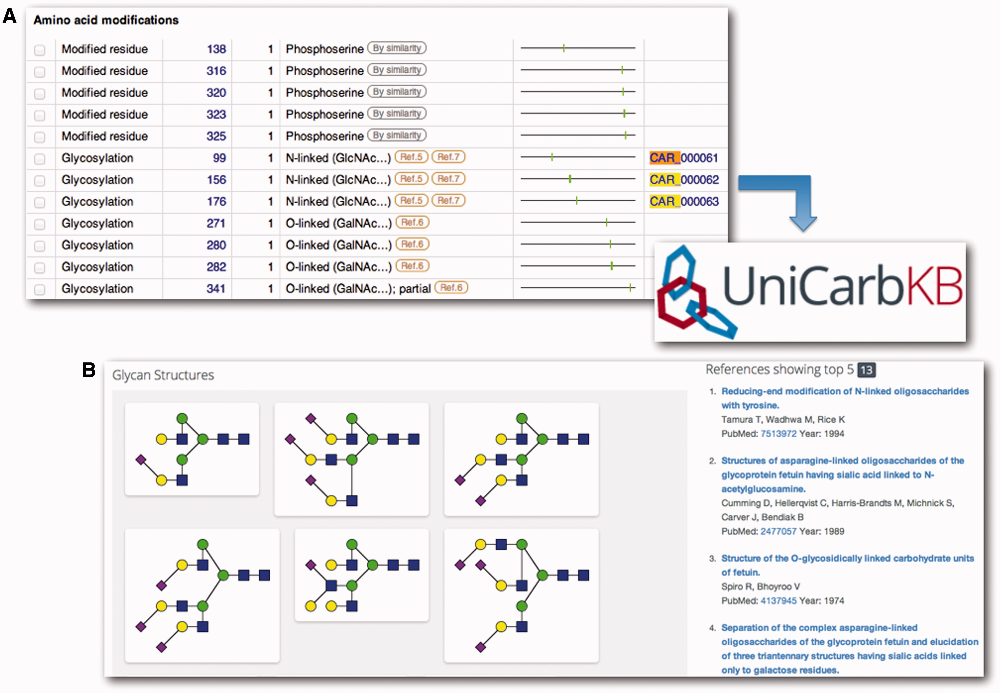 A
Amino acid modifications
Modified residue 138 1 Phosphoserine By similarity
Modified residue 316 1 Phosphoserine By similarity
Modified residue 320 1 Phosphoserine By similarity
Modified residue 323 1 Phosphoserine By similarity
Modified residue 325 1 Phosphoserine By similarity
Glycosylation 99 1 N-linked (GlcNAc...) Ref.5 Ref.7 CAR_000061
Glycosylation 156 1 N-linked (GlcNAc...) Ref.5 Ref.7 CAR_000062
Glycosylation 176 1 N-linked (GlcNAc...) Ref.5 Ref.7 CAR_000063
Glycosylation 271 1 O-linked (GalNAc...) Ref.6
Glycosylation 280 1 O-linked (GalNAc...) Ref.6
Glycosylation 282 1 O-linked (GalNAc...) Ref.6
Glycosylation 341 1 O-linked (GalNAc...); partial Ref.6
UniCarbKB
B
Glycan Structures
References showing top 5 13
1. Reducing-end modification of N-linked oligosaccharides
with tyrosine.
Tamura T, Wadhwa M, Rice K
PubMed: 7513972 Year: 1994
2. Structures of asparagine-linked oligosaccharides of the
glycoprotein fetuin having sialic acid linked to N-
acetylglucosamine.
Cumming D, Hellerqvist C, Harris-Brandts M, Michnick S,
Carver J, Bendiak B
PubMed: 2477057 Year: 1989
3. Structure of the O-glycosidically linked carbohydrate units
of fetuin.
Spiro R, Bhoyroo V
PubMed: 4137945 Year: 1974
4. Separation of the complex asparagine-linked
oligosaccharides of the glycoprotein fetuin and elucidation
of three triantennary structures having sialic acids linked
only to galactose residues.